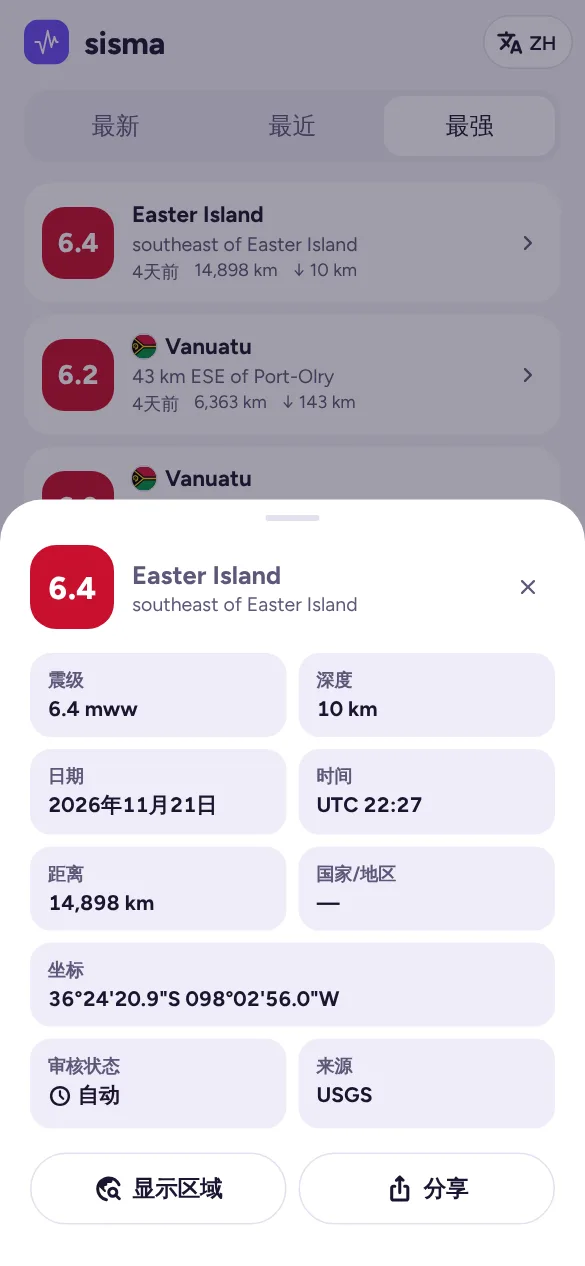 sisma
ZH
最新 最近 最强
6.4
Easter Island
southeast of Easter Island
4天前 14,898 km ↓ 10 km
6.2
Vanuatu
43 km ESE of Port-Olry
4天前 6,363 km ↓ 143 km
Vanuatu
6.4
Easter Island
southeast of Easter Island
震级 深度
6.4 mww 10 km
日期 时间
2026年11月21日 UTC 22:27
距离 国家/地区
14,898 km —
坐标
36°24'20.9"S 098°02'56.0"W
审核状态 来源
自动 USGS
显示区域 分享